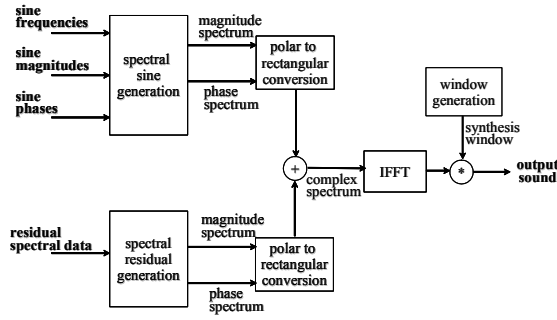 sine
frequencies
sine
magnitudes
sine
phases
spectral
sine
generation
magnitude
spectrum
phase
spectrum
polar to
rectangular
conversion
window
generation
synthesis
window
+
complex
spectrum
IFFT
*
output
sound
residual
spectral data
spectral
residual
generation
magnitude
spectrum
phase
spectrum
polar to
rectangular
conversion